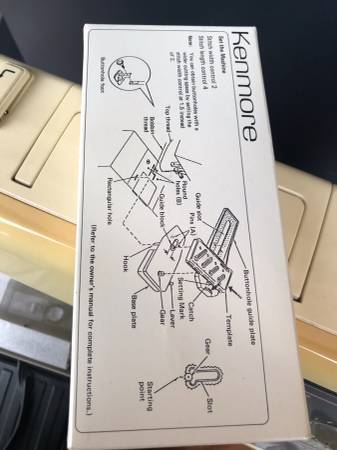 Kenmore
Set the Machine
Stitch width control 2
Stitch length control 4
Note: You can obtain buttonholes with a
wider cutting space by setting the
stitch width control at 1.5 instead
of 2.
Buttonhole foot
Top thread
Bobbin
thread
Round
holes (B)
Guide block
Rectangular hole
Guide slot
Pins (A)
Buttonhole guide plate
Template
Catch
Setting Mark
Hook
Lever
Gear
Base plate
Gear
Slot
Starting
point
(Refer to the owner's manual for complete instructions.)